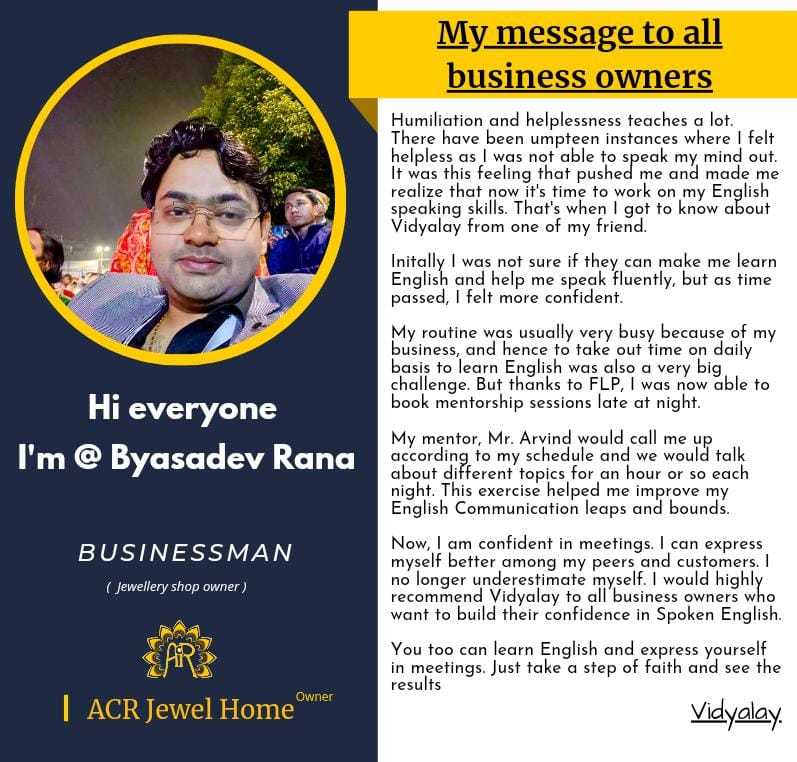 My message to all
business owners
Humiliation and helplessness teaches a lot.
There have been umpteen instances where I felt
helpless as I was not able to speak my mind out.
It was this feeling that pushed me and made me
realize that now it's time to work on my English
speaking skills. That's when I got to know about
Vidyalay from one of my friend.
Initally I was not sure if they can make me learn
English and help me speak fluently, but as time
passed, I felt more confident.
My routine was usually very busy because of my
business, and hence to take out time on daily
basis to learn English was also a very big
challenge. But thanks to FLP, I was now able to
book mentorship sessions late at night.
My mentor, Mr. Arvind would call me up
according to my schedule and we would talk
about different topics for an hour or so each
night. This exercise helped me improve my
English Communication leaps and bounds.
Now, I am confident in meetings. I can express
myself better among my peers and customers. I
no longer underestimate myself. I would highly
recommend Vidyalay to all business owners who
want to build their confidence in Spoken English.
You too can learn English and express yourself
in meetings. Just take a step of faith and see the
results
Vidyalay
Hi everyone
I'm @ Byasadev Rana
BUSINESSMAN
( Jewellery shop owner )
AiR
ACR Jewel Home Owner